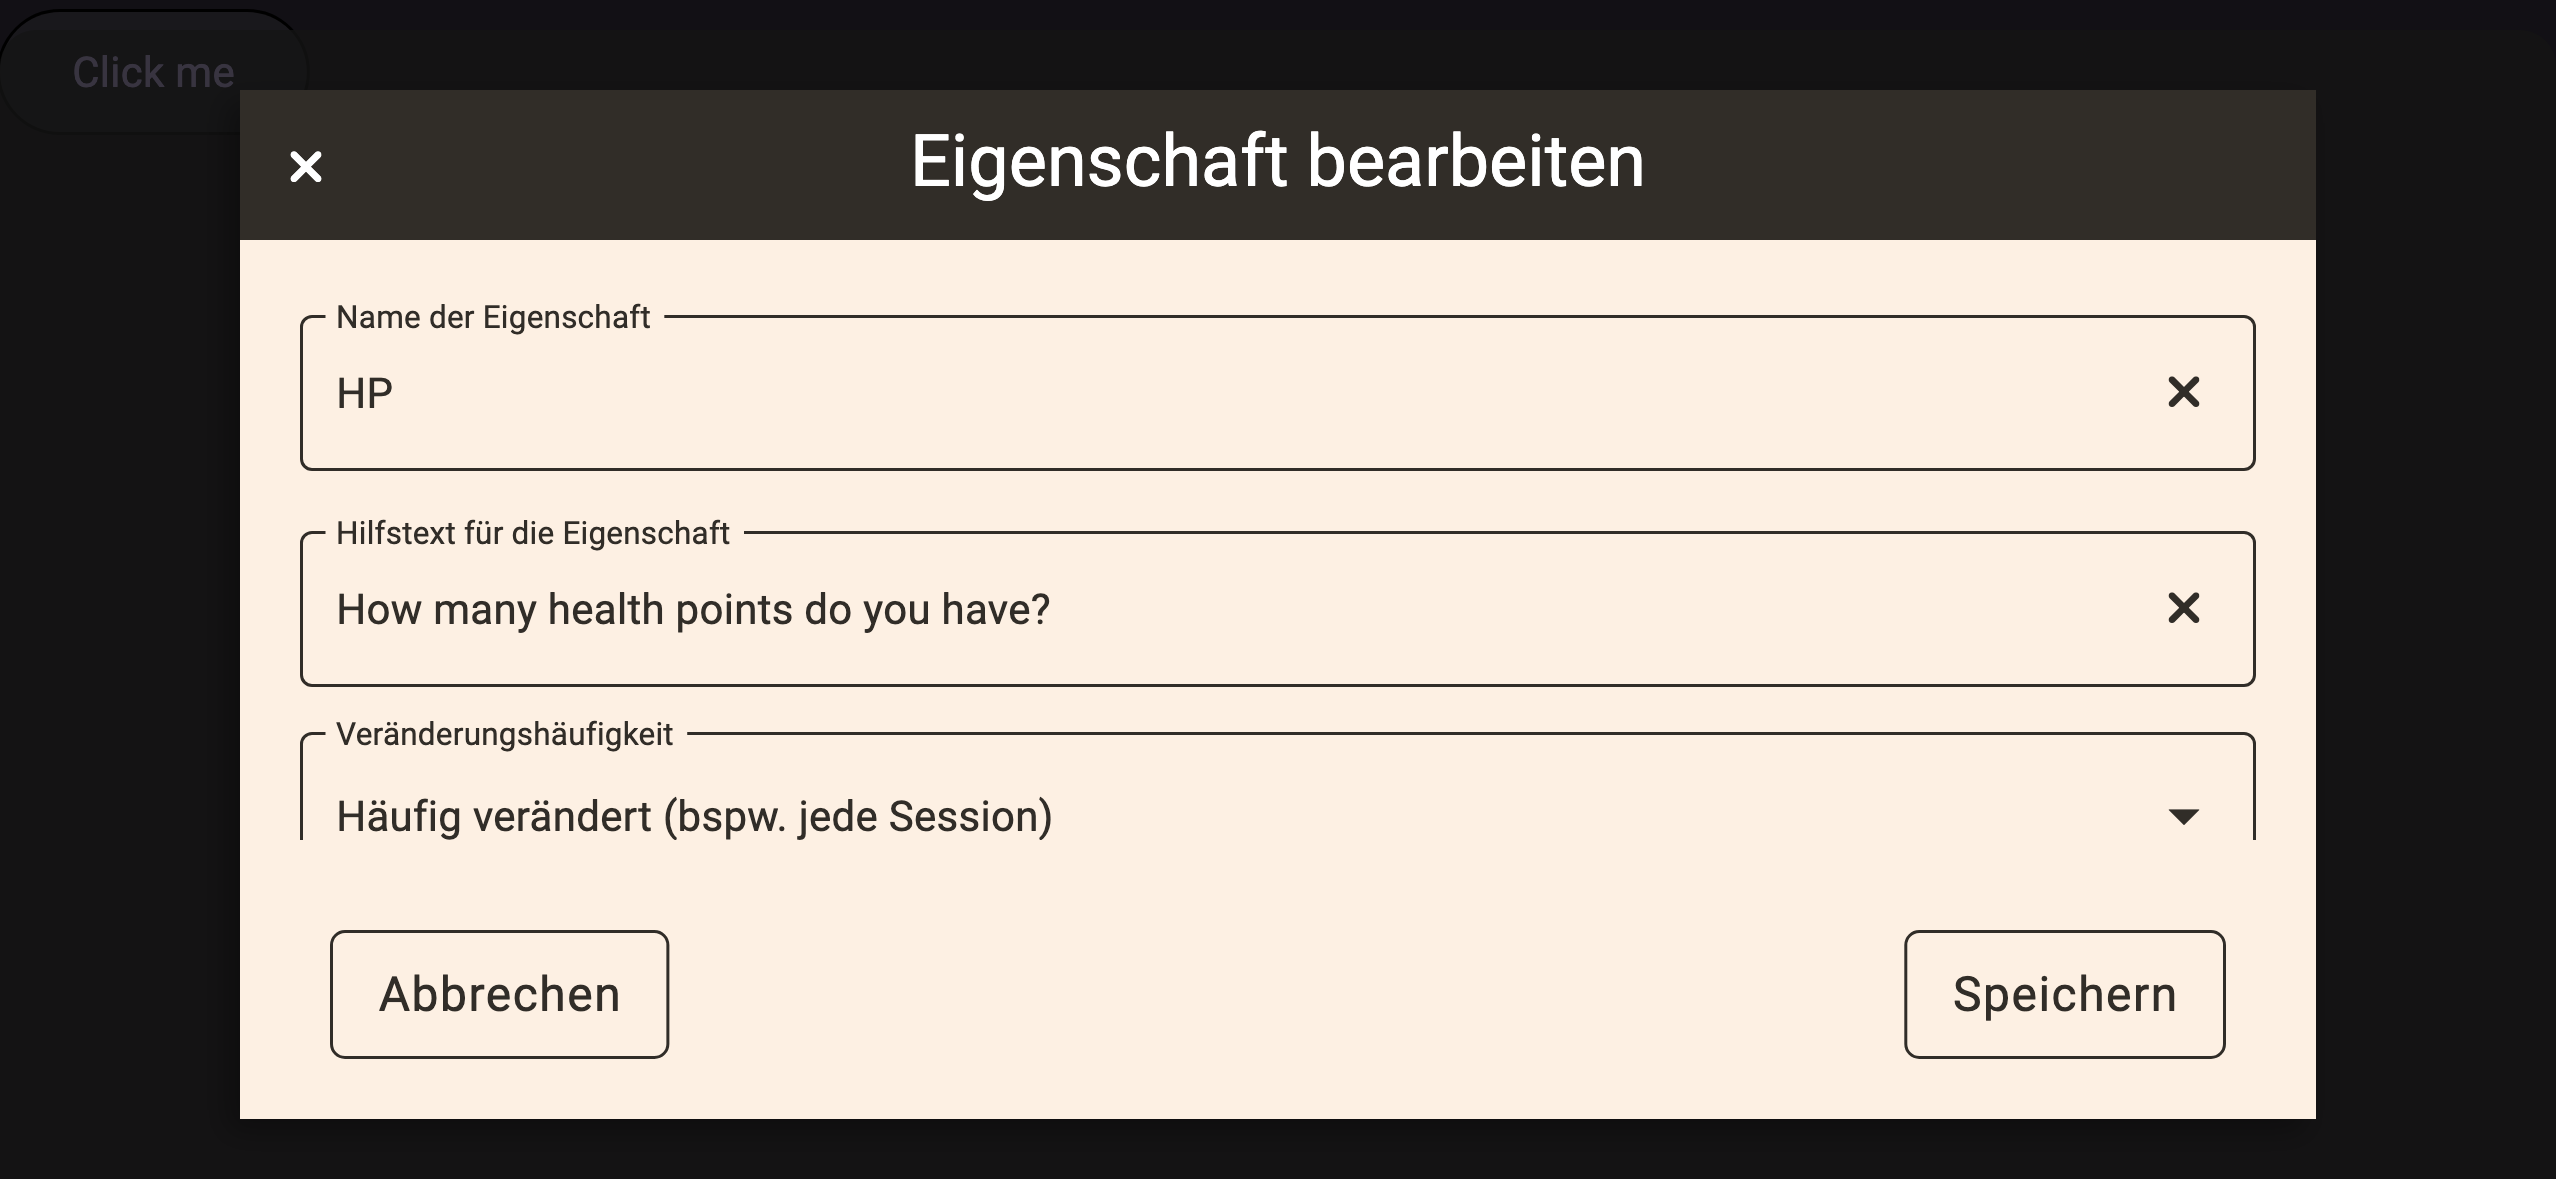 Click me
Eigenschaft bearbeiten
Name der Eigenschaft
HP
Hilfstext für die Eigenschaft
How many health points do you have?
Veränderungshäufigkeit
Häufig verändert (bspw. jede Session)
Abbrechen
Speichern